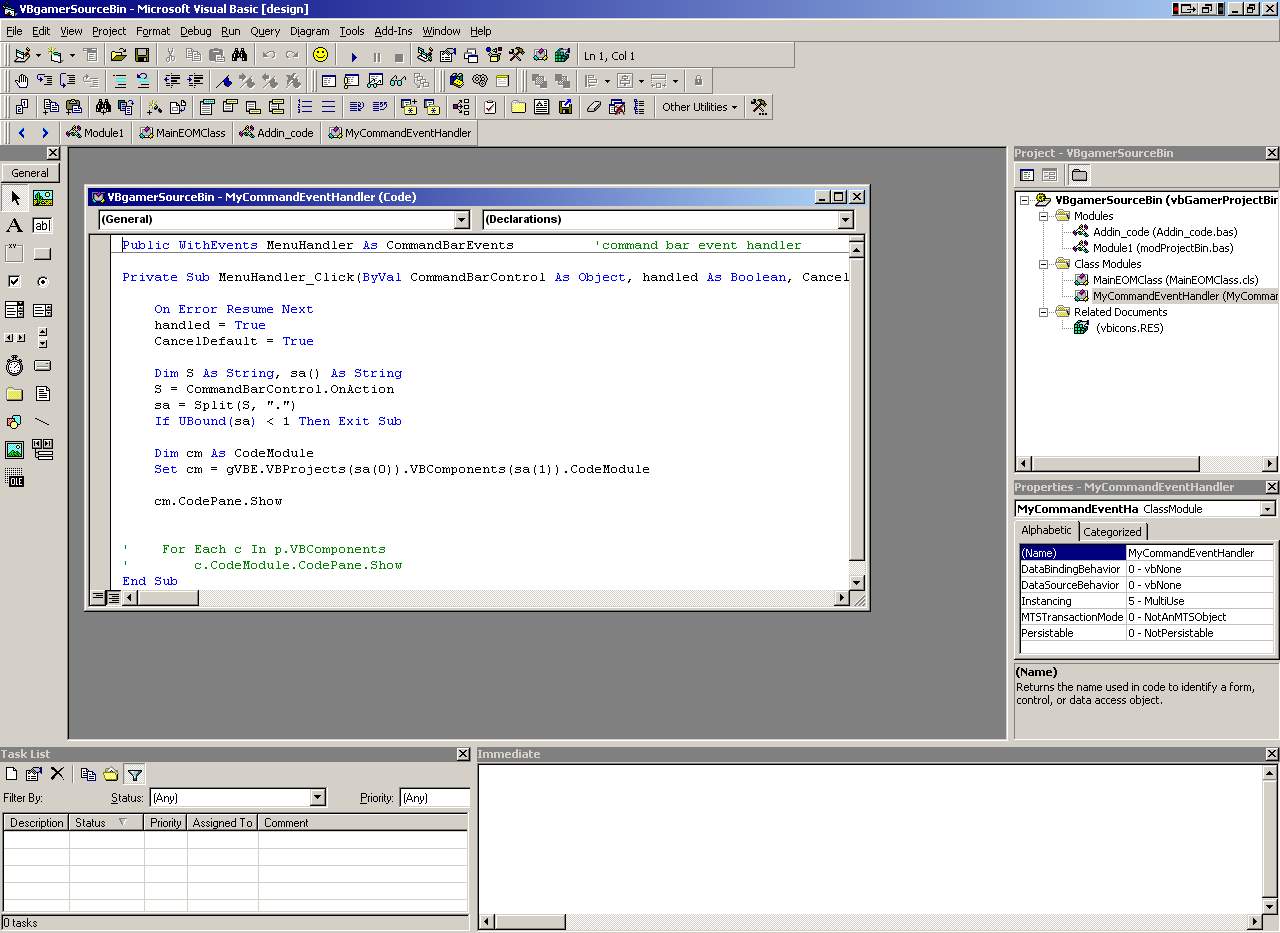 VBgamerSourceBin - Microsoft Visual Basic [design]
File Edit View Project Format Debug Run Query Diagram Tools Add-Ins Window Help
Ln 1, Col 1
Other Utilities
Module1 MainEOMClass Addin_code MyCommandEventHandler
General
A ab|
xy
OLE
VBgamerSourceBin - MyCommandEventHandler (Code)
(General) (Declarations)
Public WithEvents MenuHandler As CommandBarEvents 'command bar event handler
Private Sub MenuHandler_Click(ByVal CommandBarControl As Object, handled As Boolean, Cancel
On Error Resume Next
handled = True
CancelDefault = True
Dim S As String, sa() As String
S = CommandBarControl.OnAction
sa = Split(S, ".")
If UBound(sa) < 1 Then Exit Sub
Dim cm As CodeModule
Set cm = gVBE.VBProjects(sa(0)).VBComponents(sa(1)).CodeModule
cm.CodePane.Show
' For Each c In p.VBComponents
' c.CodeModule.CodePane.Show
End Sub
Project - VBgamerSourceBin
VBgamerSourceBin (vbGamerProjectBin
Modules
Addin_code (Addin_code.bas)
Module1 (modProjectBin.bas)
Class Modules
MainEOMClass (MainEOMClass.cls)
MyCommandEventHandler (MyComman
Related Documents
(vbicons.RES)
Properties - MyCommandEventHandler
MyCommandEventHa ClassModule
Alphabetic Categorized
(Name) MyCommandEventHandler
DataBindingBehavior 0 - vbNone
DataSourceBehavior 0 - vbNone
Instancing 5 - MultiUse
MTSTransactionMode 0 - NotAnMTSObject
Persistable 0 - NotPersistable
(Name)
Returns the name used in code to identify a form,
control, or data access object.
Task List
Filter By: Status: (Any) Priority: (Any)
Description Status Priority Assigned To Comment
0 tasks
Immediate